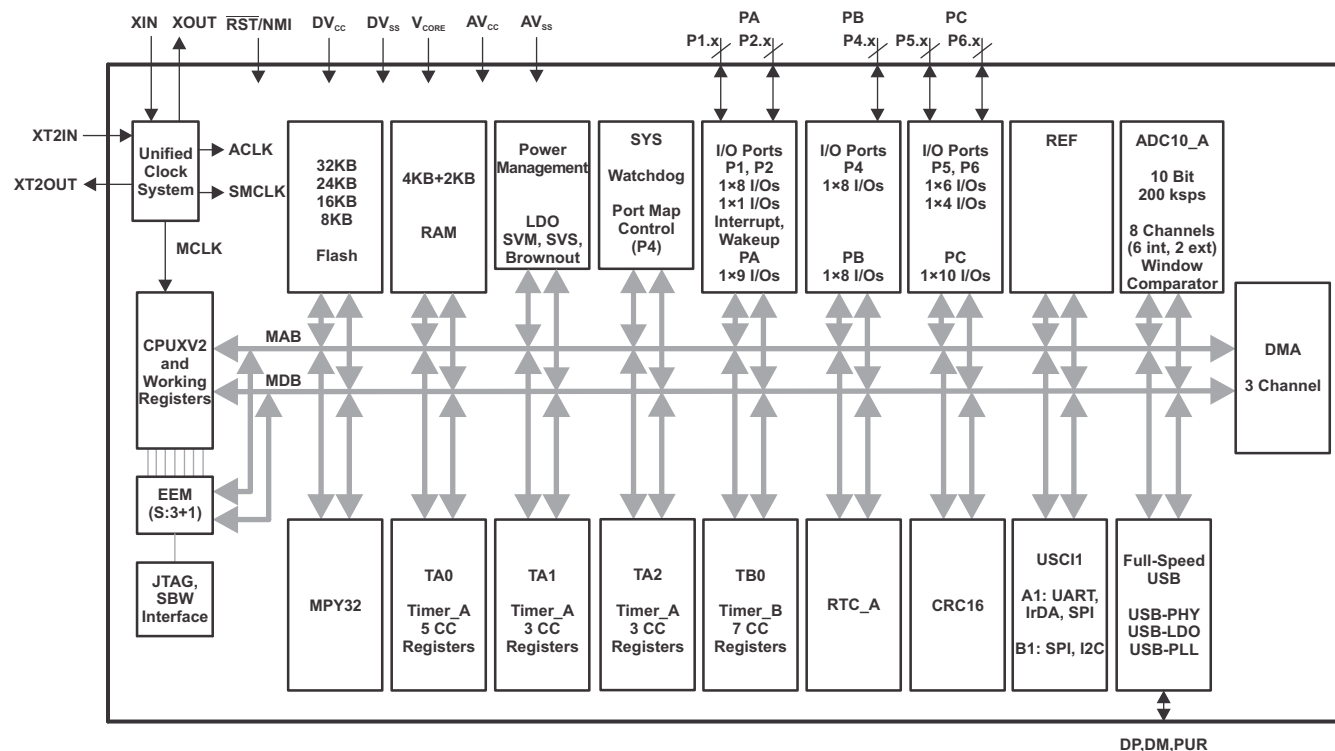 XIN XOUT RST/NMI DVCC DVSS VCORE AVCC AVSS
PA PB PC
P1.x P2.x P4.x P5.x P6.x
XT2IN
XT2OUT
Unified
Clock
System
ACLK
SMCLK
MCLK
32KB
24KB
16KB
8KB
Flash
4KB+2KB
RAM
Power
Management
LDO
SVM, SVS,
Brownout
SYS
Watchdog
Port Map
Control
(P4)
I/O Ports
P1, P2
1×8 I/Os
1×1 I/Os
Interrupt,
Wakeup
PA
1×9 I/Os
I/O Ports
P4
1×8 I/Os
PB
1×8 I/Os
I/O Ports
P5, P6
1×6 I/Os
1×4 I/Os
PC
1×10 I/Os
REF
ADC10_A
10 Bit
200 ksps
8 Channels
(6 int, 2 ext)
Window
Comparator
CPUXV2
and
Working
Registers
MAB
MDB
DMA
3 Channel
EEM
(S:3+1)
JTAG,
SBW
Interface
MPY32
TA0
Timer_A
5 CC
Registers
TA1
Timer_A
3 CC
Registers
TA2
Timer_A
3 CC
Registers
TB0
Timer_B
7 CC
Registers
RTC_A
CRC16
USCI1
A1: UART,
IrDA, SPI
B1: SPI, I2C
Full-Speed
USB
USB-PHY
USB-LDO
USB-PLL
DP,DM,PUR